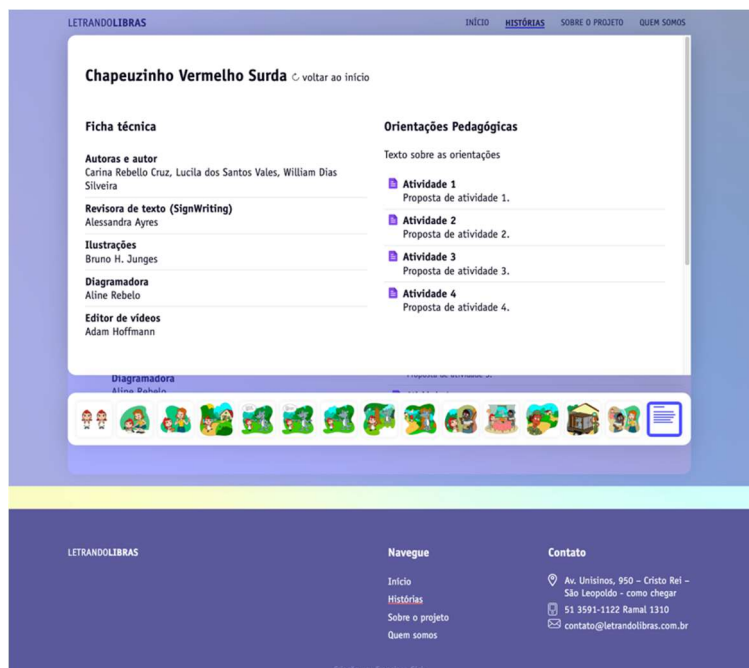 LETRANDOLIBRAS
INÍCIO HISTÓRIAS SOBRE O PROJETO QUEM SOMOS
Chapeuzinho Vermelho Surda voltar ao início
Ficha técnica
Autoras e autor
Carina Rebello Cruz, Lucila dos Santos Vales, William Dias
Silveira
Revisora de texto (SignWriting)
Alessandra Ayres
Ilustrações
Bruno H. Junges
Diagramadora
Aline Rebelo
Editor de vídeos
Adam Hoffmann
Orientações Pedagógicas
Texto sobre as orientações
Atividade 1
Proposta de atividade 1.
Atividade 2
Proposta de atividade 2.
Atividade 3
Proposta de atividade 3.
Atividade 4
Proposta de atividade 4.
Diagramadora
Aline Rebelo
LETRANDOLIBRAS
Navegue
Início
Histórias
Sobre o projeto
Quem somos
Contato
Av. Unisinos, 950 – Cristo Rei –
São Leopoldo - como chegar
51 3591-1122 Ramal 1310
contato@letrandolibras.com.br